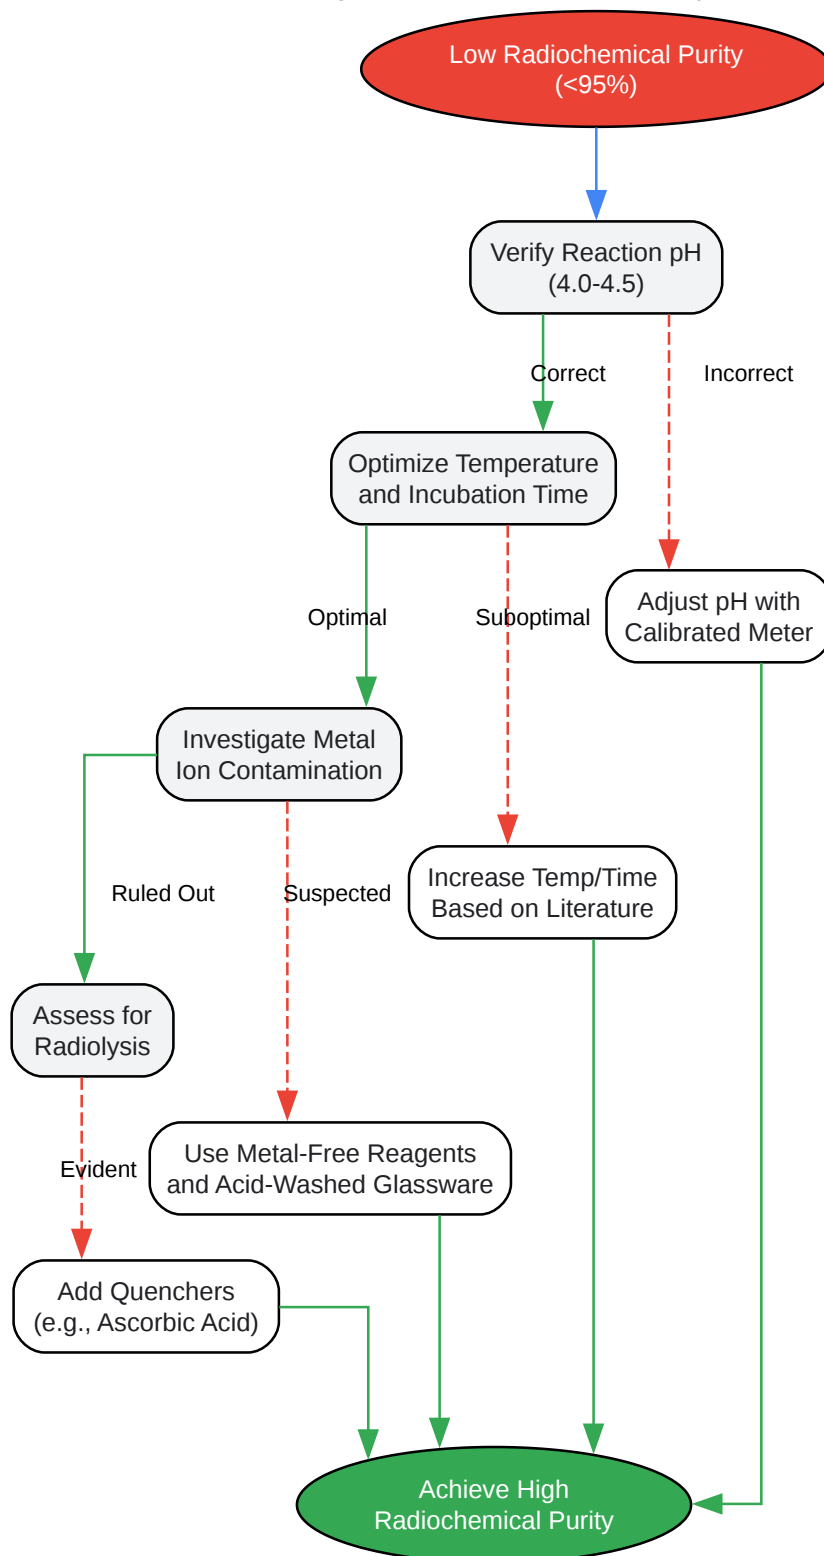 Low Radiochemical Purity
(<95%)
Verify Reaction pH
(4.0-4.5)
Correct
Incorrect
Optimize Temperature
and Incubation Time
Optimal
Suboptimal
Adjust pH with
Calibrated Meter
Investigate Metal
Ion Contamination
Ruled Out
Suspected
Increase Temp/Time
Based on Literature
Assess for
Radiolysis
Evident
Use Metal-Free Reagents
and Acid-Washed Glassware
Add Quenchers
(e.g., Ascorbic Acid)
Achieve High
Radiochemical Purity